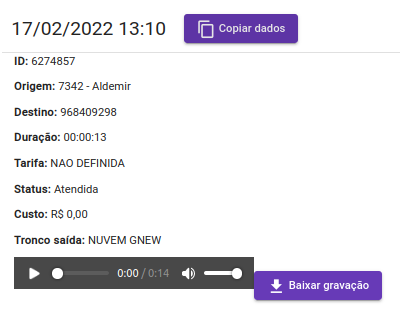 17/02/2022 13:10 Copiar dados
ID: 6274857
Origem: 7342 - Aldemir
Destino: 968409298
Duração: 00:00:13
Tarifa: NAO DEFINIDA
Status: Atendida
Custo: R$ 0,00
Tronco saída: NUVEM GNEW
0:00 / 0:14
Baixar gravação